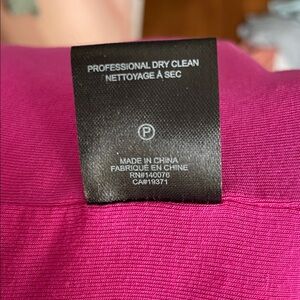 PROFESSIONAL DRY CLEAN
NETTOYAGE À SEC
P
MADE IN CHINA
FABRIQUÉ EN CHINE
RN#140076
CA#19371